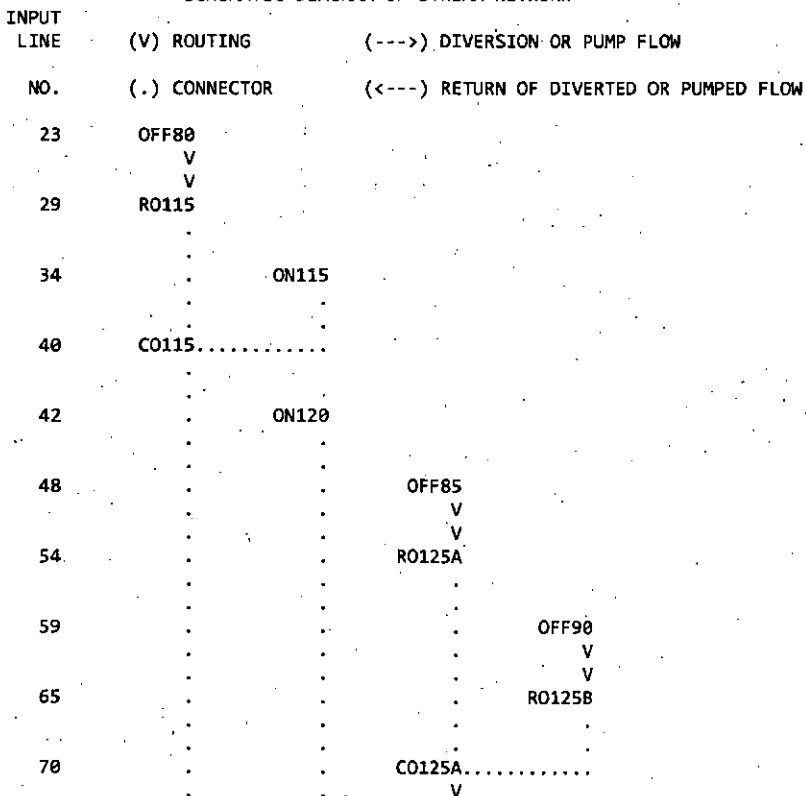 INPUT
LINE (V) ROUTING (--->) DIVERSION OR PUMP FLOW
NO. (.) CONNECTOR (<---) RETURN OF DIVERTED OR PUMPED FLOW
23 OFF80
V
V
29 RO115
.
.
34 . ON115
. .
. .
40 CO115............
.
.
42 . ON120
. .
. .
48 . . OFF85
. . V
. . V
54 . . RO125A
. . .
. . .
59 . . . OFF90
. . . V
. . . V
65 . . . RO125B
. . . .
. . . .
70 . . CO125A............
. . V